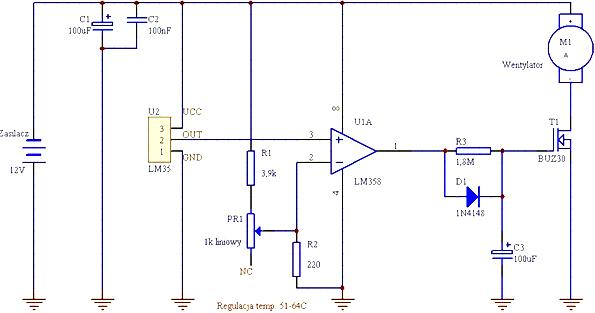 C1
100uF
+
C2
100nF
+
M1
A
-
Wentylator
Zasilacz
12V
U2
3
2
1
LM35
UCC
OUT
GND
R1
3,9k
PR1
1k liniowy
NC
R2
220
8
U1A
3
+
2
-
1
4
LM358
R3
1,8M
D1
1N4148
T1
BUZ30
+
C3
100uF
Regulacja temp: 51-64C